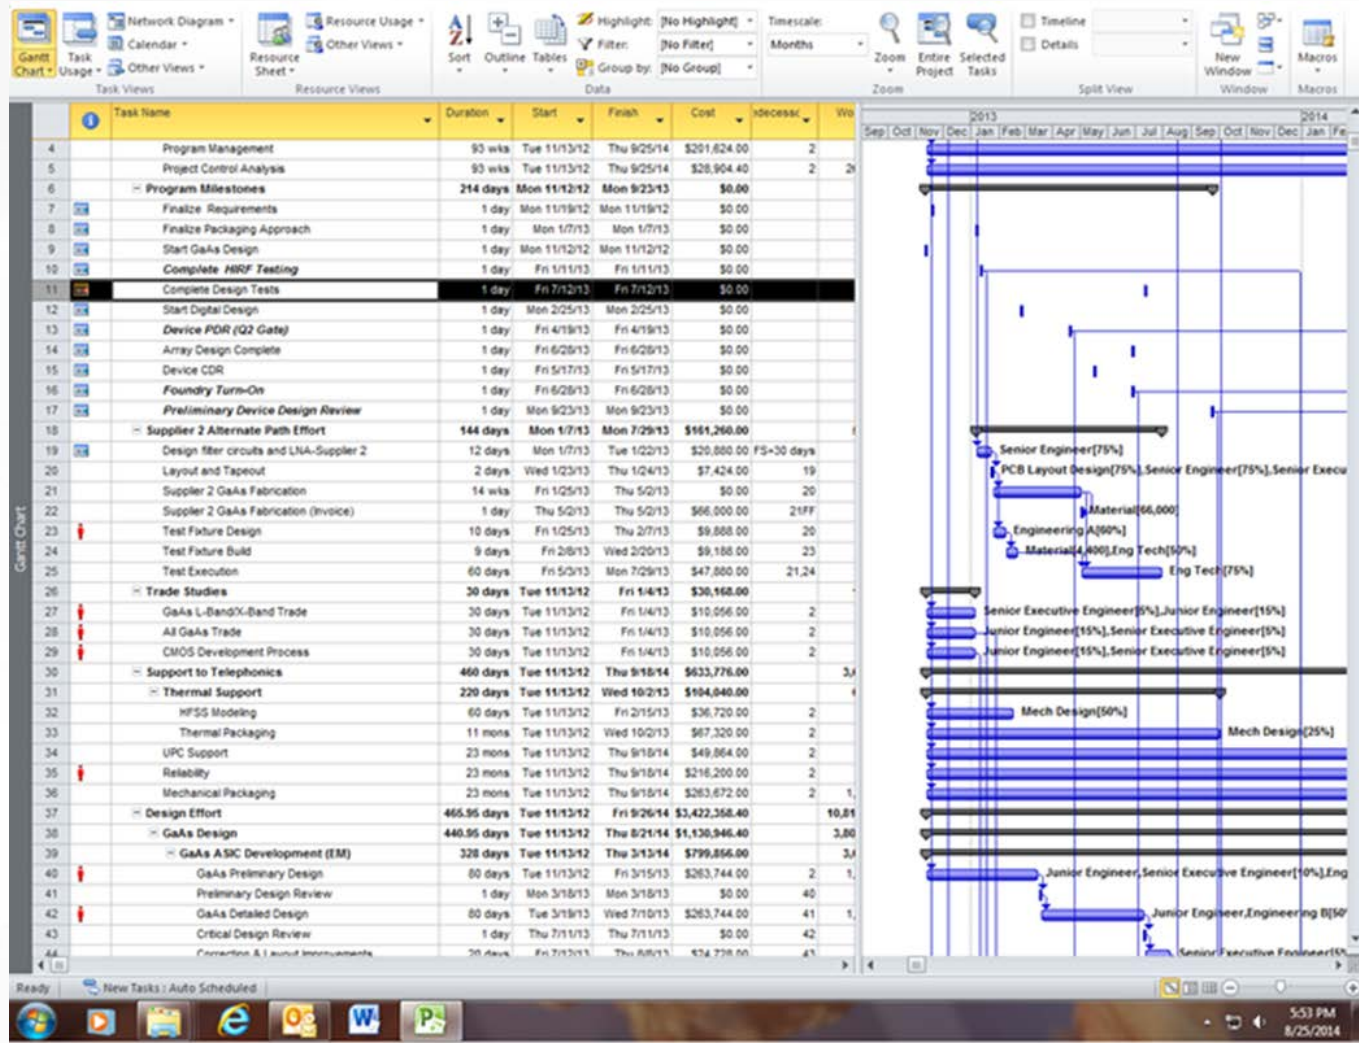 Network Diagram
Calendar
Other Views
Gantt Chart
Task Usage
Task Views
Resource Sheet
Resource Usage
Other Views
Resource Views
Sort
Outline
Tables
Highlight: [No Highlight]
Filter: [No Filter]
Group by: [No Group]
Data
Timescale:
Months
Zoom
Entire Project
Selected Tasks
Zoom
Timeline
Details
Split View
New Window
Window
Macros
Macros
Task Name Duration Start Finish Cost Wo
4 Program Management 93 wks Tue 11/13/12 Thu 9/25/14 $201,624.00 2
5 Project Control Analysis 93 wks Tue 11/13/12 Thu 9/25/14 $28,904.40 2
6 Program Milestones 214 days Mon 11/12/12 Mon 9/23/13 $0.00
7 Finalize Requirements 1 day Mon 11/19/12 Mon 11/19/12 $0.00
8 Finalize Packaging Approach 1 day Mon 1/7/13 Mon 1/7/13 $0.00
9 Start GaAs Design 1 day Mon 11/12/12 Mon 11/12/12 $0.00
10 Complete HIRF Testing 1 day Fri 1/11/13 Fri 1/11/13 $0.00
11 Complete Design Tests 1 day Fri 7/12/13 Fri 7/12/13 $0.00
12 Start Digital Design 1 day Mon 2/25/13 Mon 2/25/13 $0.00
13 Device PDR (Q2 Gate) 1 day Fri 4/19/13 Fri 4/19/13 $0.00
14 Array Design Complete 1 day Fri 6/28/13 Fri 6/28/13 $0.00
15 Device CDR 1 day Fri 5/17/13 Fri 5/17/13 $0.00
16 Foundry Turn-On 1 day Fri 6/28/13 Fri 6/28/13 $0.00
17 Preliminary Device Design Review 1 day Mon 9/23/13 Mon 9/23/13 $0.00
18 Supplier 2 Alternate Path Effort 144 days Mon 1/7/13 Mon 7/29/13 $161,260.00
19 Design filter circuits and LNA-Supplier 2 12 days Mon 1/7/13 Tue 1/22/13 $20,880.00 FS+30 days
20 Layout and Tapeout 2 days Wed 1/23/13 Thu 1/24/13 $7,424.00 19
21 Supplier 2 GaAs Fabrication 14 wks Fri 1/25/13 Thu 5/2/13 $0.00 20
22 Supplier 2 GaAs Fabrication (Invoice) 1 day Thu 5/2/13 Thu 5/2/13 $66,000.00 21FF
23 Test Fixture Design 10 days Fri 1/25/13 Thu 2/7/13 $9,888.00 20
24 Test Fixture Build 9 days Fri 2/8/13 Wed 2/20/13 $9,188.00 23
25 Test Execution 60 days Fri 5/3/13 Mon 7/29/13 $47,880.00 21,24
26 Trade Studies 30 days Tue 11/13/12 Fri 1/4/13 $30,168.00
27 GaAs L-Band/X-Band Trade 30 days Tue 11/13/12 Fri 1/4/13 $10,056.00 2
28 All GaAs Trade 30 days Tue 11/13/12 Fri 1/4/13 $10,056.00 2
29 CMOS Development Process 30 days Tue 11/13/12 Fri 1/4/13 $10,056.00 2
30 Support to Telephonics 460 days Tue 11/13/12 Thu 9/18/14 $633,776.00
31 Thermal Support 220 days Tue 11/13/12 Wed 10/2/13 $104,040.00
32 HFSS Modeling 60 days Tue 11/13/12 Fri 2/15/13 $36,720.00 2
33 Thermal Packaging 11 mons Tue 11/13/12 Wed 10/2/13 $67,320.00 2
34 UPC Support 23 mons Tue 11/13/12 Thu 9/18/14 $49,864.00 2
35 Reliability 23 mons Tue 11/13/12 Thu 9/18/14 $216,200.00 2
36 Mechanical Packaging 23 mons Tue 11/13/12 Thu 9/18/14 $263,672.00 2
37 Design Effort 465.95 days Tue 11/13/12 Fri 9/26/14 $3,422,358.40 10,81
38 GaAs Design 440.95 days Tue 11/13/12 Thu 8/21/14 $1,130,946.40 3,80
39 GaAs ASIC Development (EM) 328 days Tue 11/13/12 Thu 3/13/14 $799,856.00
40 GaAs Preliminary Design 80 days Tue 11/13/12 Fri 3/15/13 $263,744.00 2
41 Preliminary Design Review 1 day Mon 3/18/13 Mon 3/18/13 $0.00 40
42 GaAs Detailed Design 80 days Tue 3/19/13 Wed 7/10/13 $263,744.00 41
43 Critical Design Review 1 day Thu 7/11/13 Thu 7/11/13 $0.00 42
2013 2014
Sep Oct Nov Dec Jan Feb Mar Apr May Jun Jul Aug Sep Oct Nov Dec Jan Fe
Senior Engineer[75%]
PCB Layout Design[75%],Senior Engineer[75%],Senior Execu
Material[66,000]
Engineering A[60%]
Material[4,400],Eng Tech[50%]
Eng Tech[75%]
Senior Executive Engineer[5%],Junior Engineer[15%]
Junior Engineer[15%],Senior Executive Engineer[5%]
Junior Engineer[15%],Senior Executive Engineer[5%]
Mech Design[50%]
Mech Design[25%]
Junior Engineer,Senior Executive Engineer[10%],Eng
Junior Engineer,Engineering B[50
Gantt Chart
Ready
New Tasks : Auto Scheduled
5:53 PM
8/25/2014